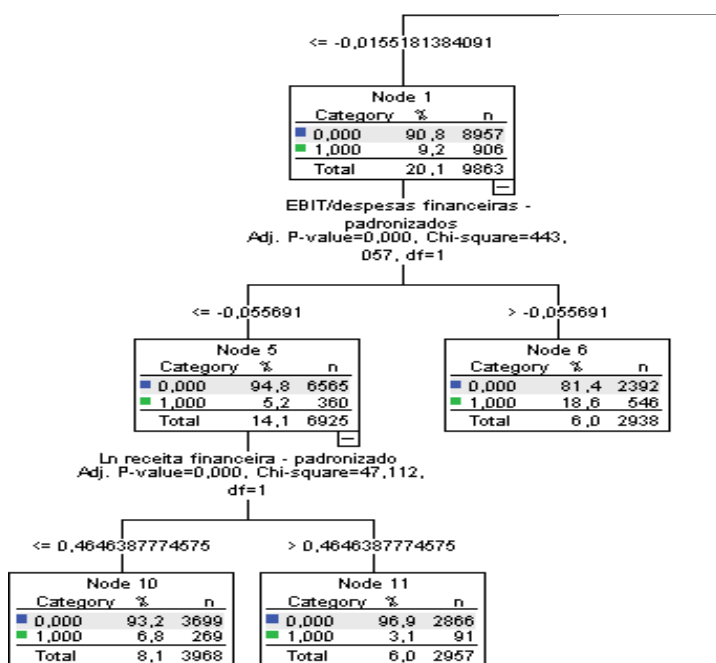 <= -0,0155181384091
Node 1
Category % n
0,000 90,8 8957
1,000 9,2 906
Total 20,1 9863
EBIT/despesas financeiras -
padronizados
Adj. P-value=0,000, Chi-square=443,
057, df=1
<= -0,055691
> -0,055691
Node 5
Category % n
0,000 94,8 6565
1,000 5,2 360
Total 14,1 6925
Node 6
Category % n
0,000 81,4 2392
1,000 18,6 546
Total 6,0 2938
Ln receita financeira - padronizado
Adj. P-value=0,000, Chi-square=47,112,
df=1
<= 0,4646387774575
> 0,4646387774575
Node 10
Category % n
0,000 93,2 3699
1,000 6,8 269
Total 8,1 3968
Node 11
Category % n
0,000 96,9 2866
1,000 3,1 91
Total 6,0 2957